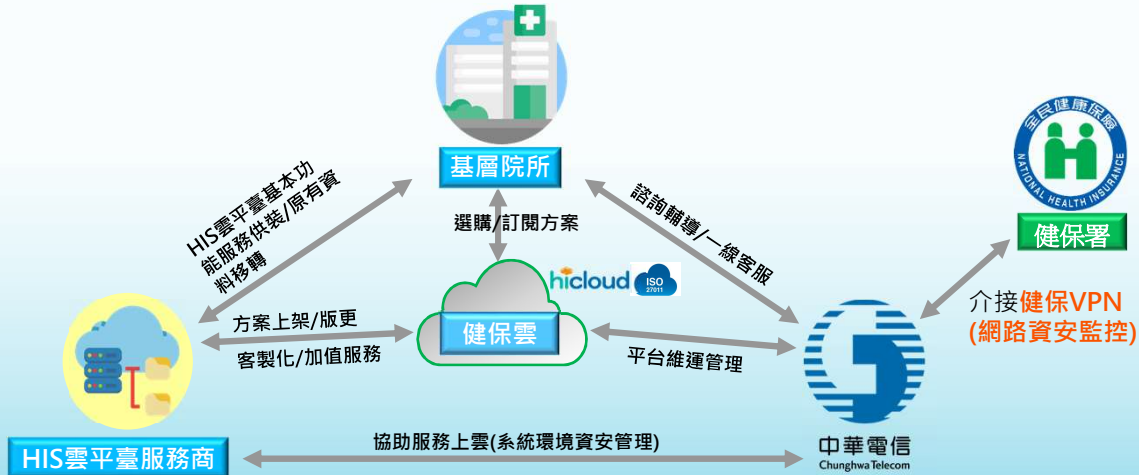 基層院所
HIS雲平臺基本功
能服務供裝/原有資
料移轉
選購/訂閱方案
諮詢輔導/一線客服
全民健康保險
NATIONAL HEALTH INSURANCE
健保署
hicloud
ISO
27011
健保雲
方案上架/版更
客製化/加值服務
平台維運管理
介接健保VPN
(網路資安監控)
HIS雲平臺服務商
協助服務上雲(系統環境資安管理)
中華電信
Chunghwa Telecom